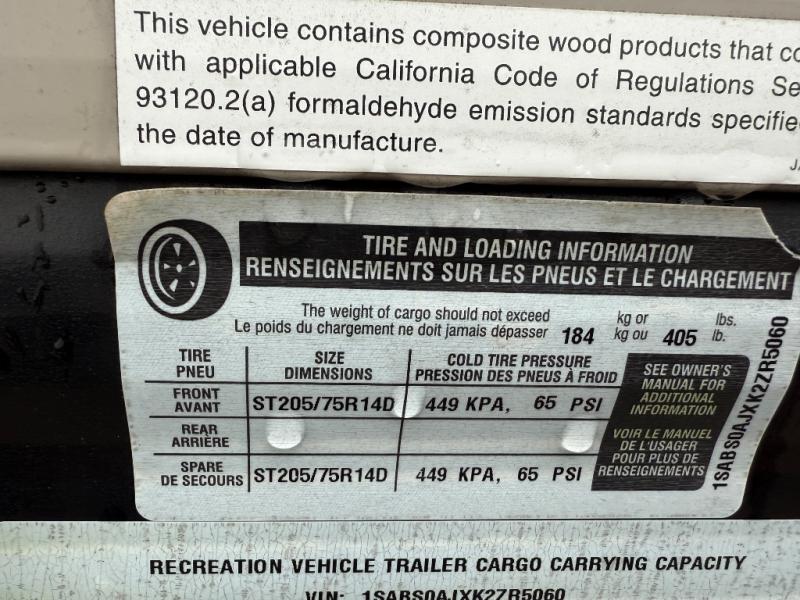 This vehicle contains composite wood products that
with applicable California Code of Regulations
93120.2(a) formaldehyde emission standards
the date of manufacture.
TIRE AND LOADING INFORMATION
RENSEIGNEMENTS SUR LES PNEUS ET LE CHARGEMENT
The weight of cargo should not exceed
Le poids du chargement ne doit jamais dépasser 184 kg or kg ou 405 lbs. lb.
TIRE PNEU SIZE DIMENSIONS COLD TIRE PRESSURE PRESSION DES PNEUS À FROID
FRONT AVANT ST205/75R14D 449 KPA, 65 PSI
REAR ARRIÈRE
SPARE DE SECOURS ST205/75R14D 449 KPA, 65 PSI
SEE OWNER'S
MANUAL FOR
ADDITIONAL
INFORMATION
VOIR LE MANUEL
DE L'USAGER
POUR PLUS DE
RENSEIGNEMENTS
1SABS0AJXK2ZR5060
RECREATION VEHICLE TRAILER CARGO CARRYING CAPACITY
VIN: 1SABS0AJXK2ZR5060